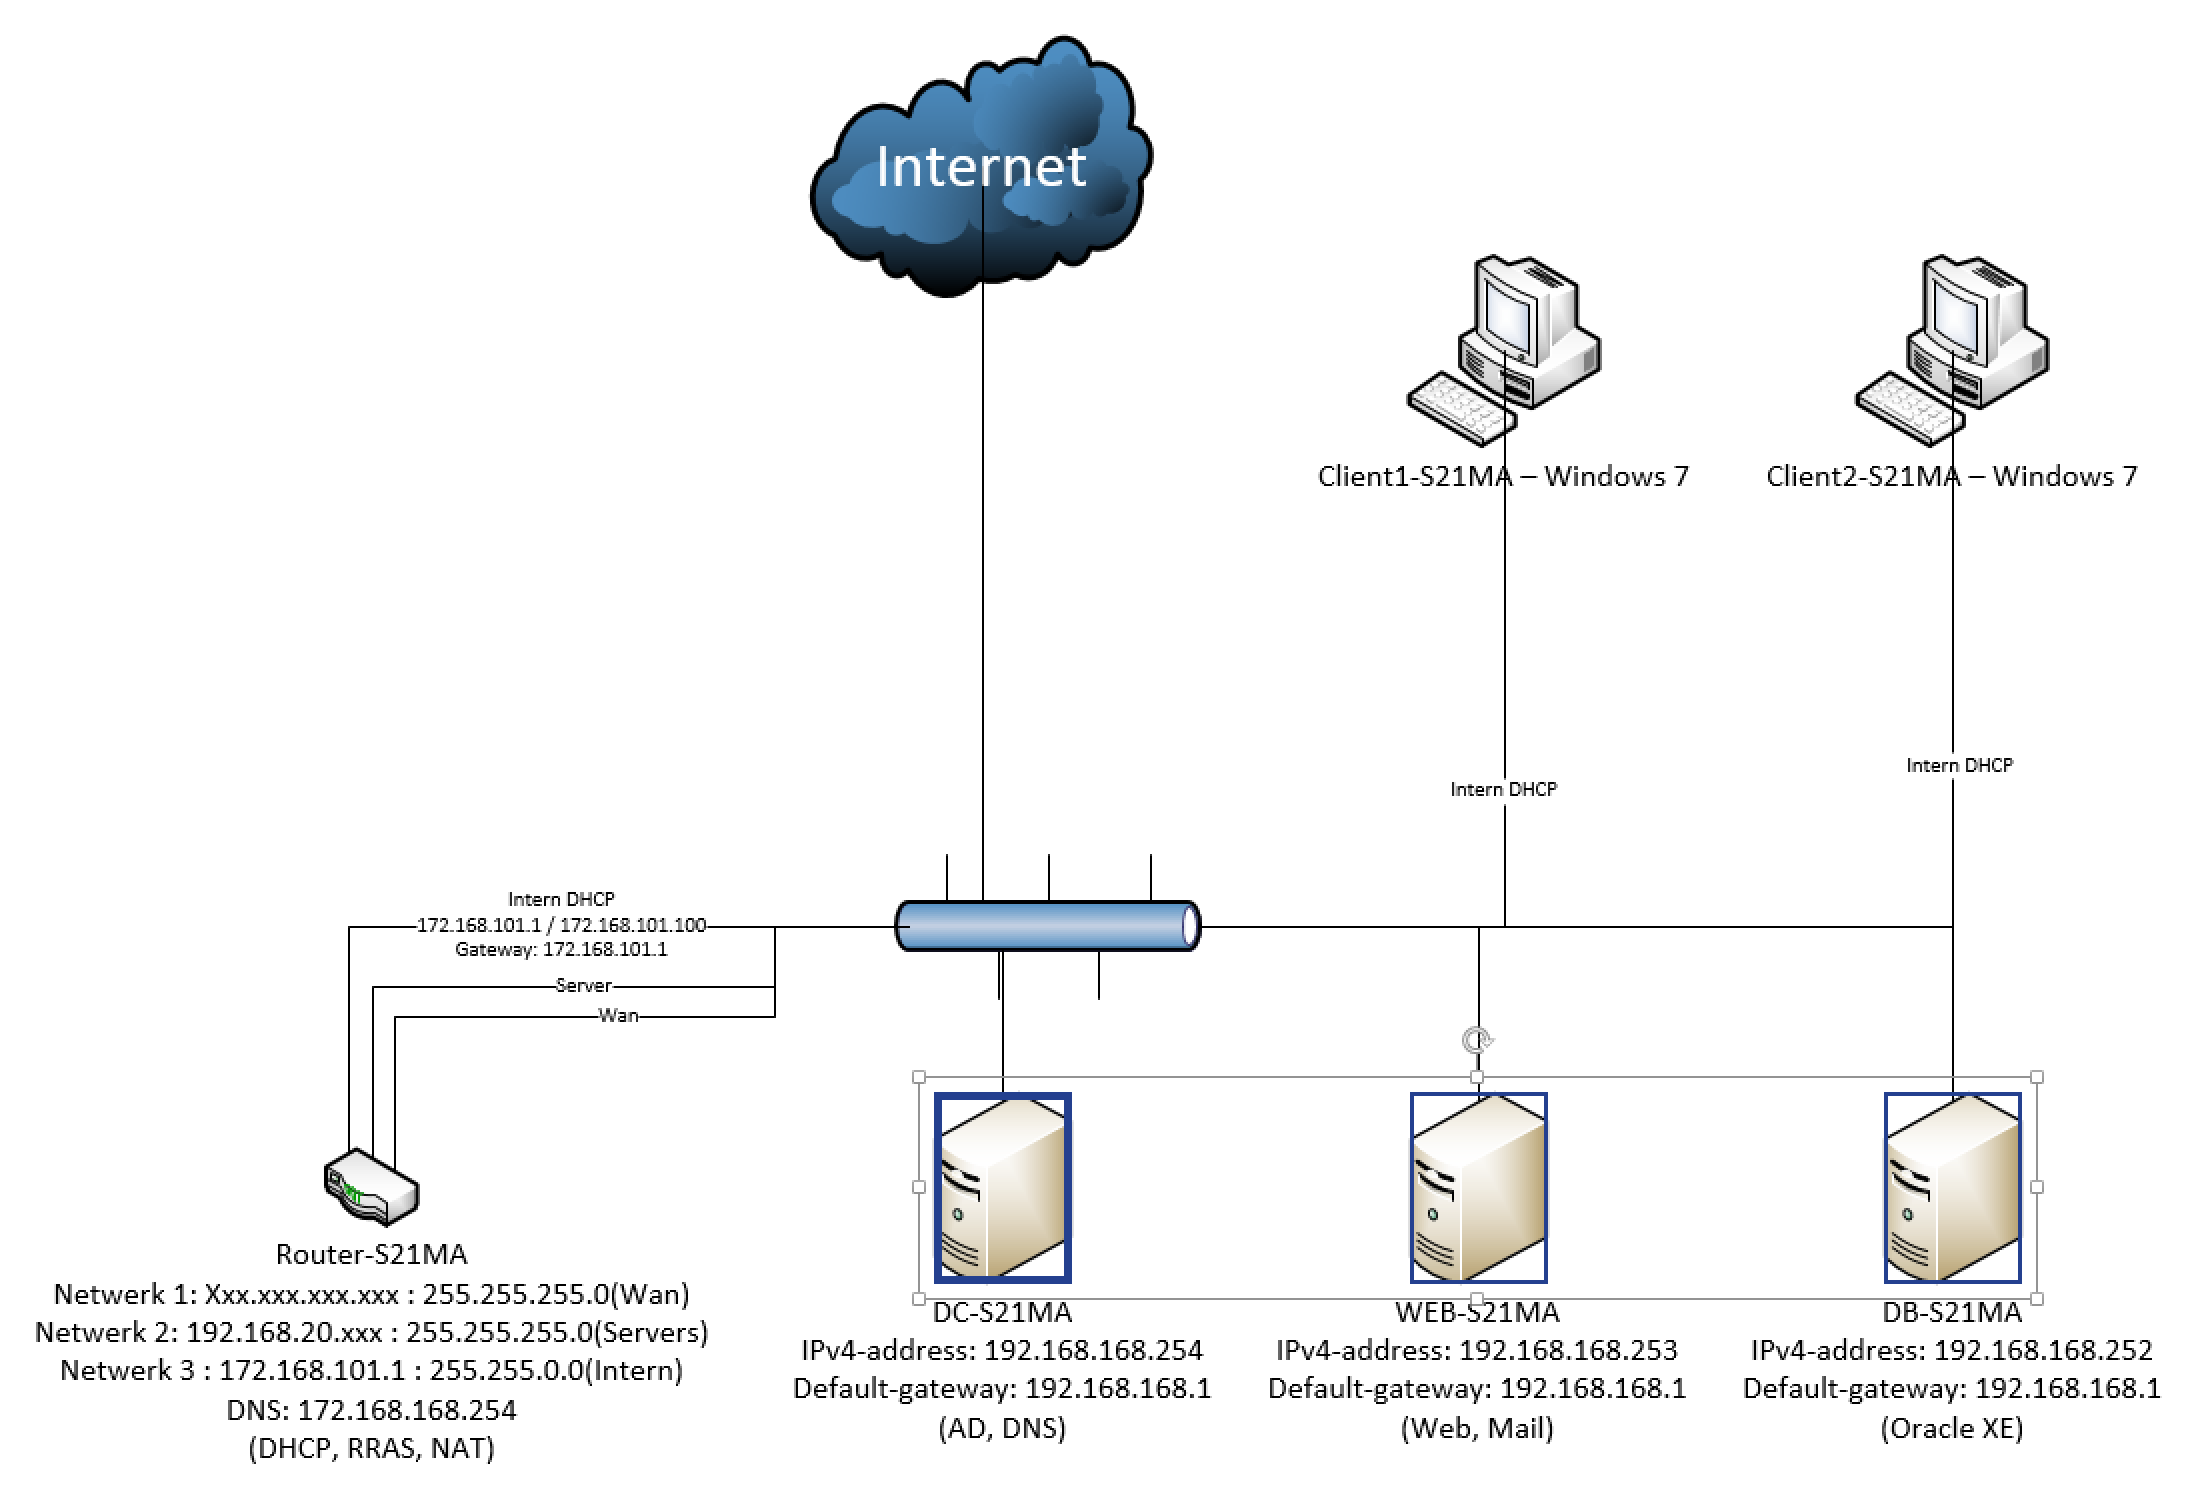 Internet
Client1-S21MA – Windows 7
Client2-S21MA – Windows 7
Intern DHCP
Intern DHCP
Intern DHCP
172.168.101.1 / 172.168.101.100
Gateway: 172.168.101.1
Server
Wan
Router-S21MA
Netwerk 1: Xxx.xxx.xxx.xxx : 255.255.255.0(Wan)
Netwerk 2: 192.168.20.xxx : 255.255.255.0(Servers)
Netwerk 3 : 172.168.101.1 : 255.255.0.0(Intern)
DNS: 172.168.168.254
(DHCP, RRAS, NAT)
DC-S21MA
IPv4-address: 192.168.168.254
Default-gateway: 192.168.168.1
(AD, DNS)
WEB-S21MA
IPv4-address: 192.168.168.253
Default-gateway: 192.168.168.1
(Web, Mail)
DB-S21MA
IPv4-address: 192.168.168.252
Default-gateway: 192.168.168.1
(Oracle XE)